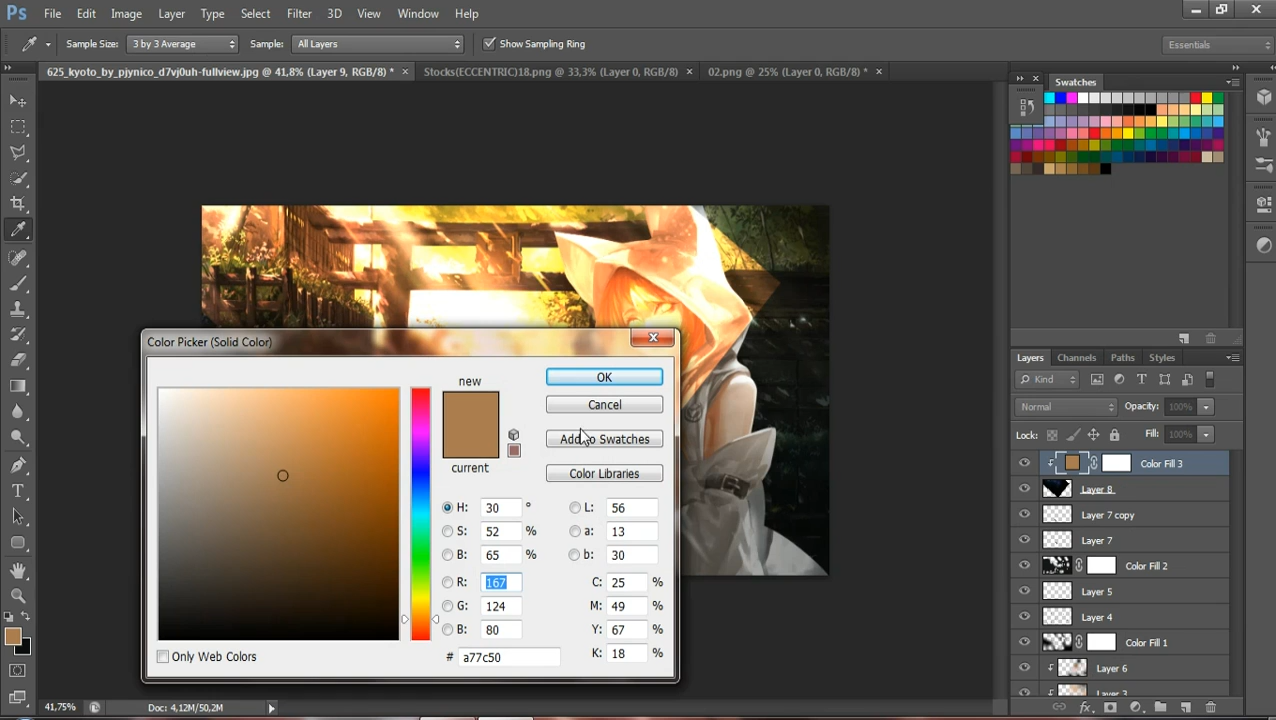 Ps File Edit Image Layer Type Select Filter 3D View Window Help
Sample Size: 3 by 3 Average Sample: All Layers Show Sampling Ring Essentials
625_kyoto_by_pjynico_d7vj0uh-fullview.jpg @ 41,8% (Layer 9, RGB/8) * × Stocks(ECCENTRIC)18.png @ 33,3% (Layer 0, RGB/8) × 02.png @ 25% (Layer 0, RGB/8) * ×
Swatches
Color Picker (Solid Color)
new
current
OK
Cancel
Add to Swatches
Color Libraries
H: 30 °
S: 52 %
B: 65 %
R: 167
G: 124
B: 80
# a77c50
L: 56
a: 13
b: 30
C: 25 %
M: 49 %
Y: 67 %
K: 18 %
Only Web Colors
Layers Channels Paths Styles
Kind
Normal Opacity: 100%
Lock: Fill: 100%
Color Fill 3
Layer 8
Layer 7 copy
Layer 7
Color Fill 2
Layer 5
Layer 4
Color Fill 1
Layer 6
Layer 3
fx
41,75% Doc: 4,12M/50,2M